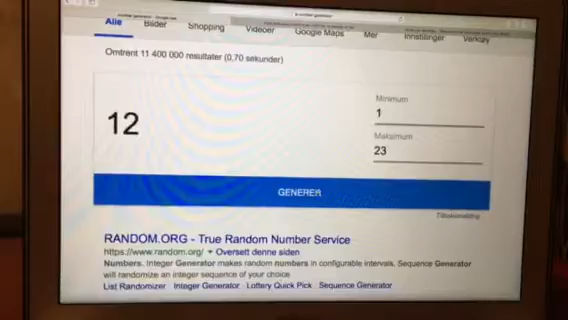 Alle Bilder Shopping Videoer Google Maps Mer Innstillinger Verktøy
Omtrent 11 400 000 resultater (0,70 sekunder)
12
Minimum
1
Maksimum
23
GENERER
Tilbakemelding
RANDOM.ORG - True Random Number Service
https://www.random.org/ ▾ Oversett denne siden
Numbers. Integer Generator makes random numbers in configurable intervals, Sequence Generator
will randomize an integer sequence of your choice
List Randomizer Integer Generator Lottery Quick Pick Sequence Generator